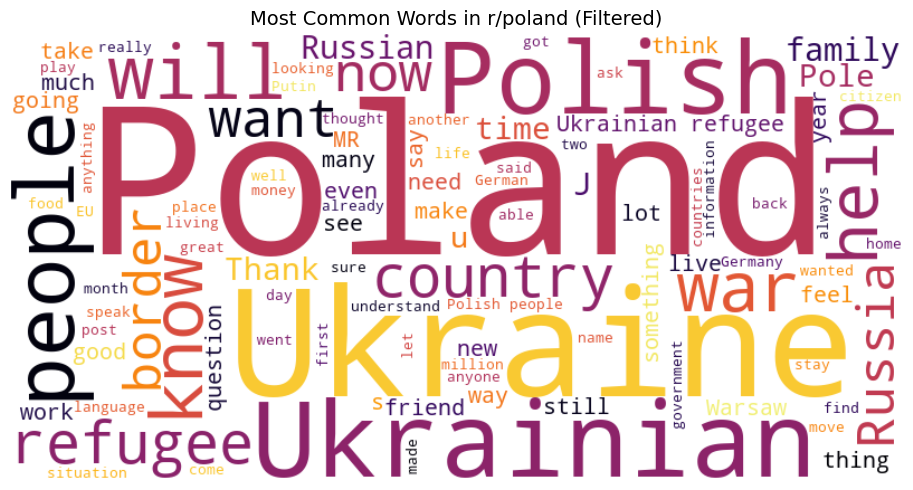 Most Common Words in r/poland (Filtered)
take
really
will
Russian
now
Polish
got
think
family
play
much
looking
Putin
ask
Pole
going
citizen
people
anything
Poland
want
thought
another
time
Ukrainian refugee
year
help
MR
say
many
life
said
two
well
money
even
already
need
German
J
information
countries
always
food
EU
place
living
see
make
able
lot
back
border
great
u
home
know
Thank
sure
country
something
live
Germany
war
wanted
feel
Russia
month
day
understand
Polish people
speak
post
question
Ukraine
good
went
first
let
new
name
million
anyone
stay
work
language
s
friend
way
still
government
Warsaw
find
move
refugee
Ukrainian
made
thing
situation
come